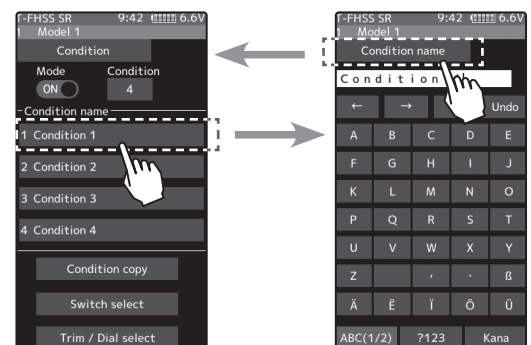 T-FHSS SR 9:42 6.6V
1 Model 1
Condition
Mode Condition
ON 4
Condition name
1 Condition 1
2 Condition 2
3 Condition 3
4 Condition 4
Condition copy
Switch select
Trim / Dial select
T-FHSS SR 9:42 6.6V
1 Model 1
Condition name
Condition
← → Undo
A B C D E
F G H I J
K L M N O
P Q R S T
U V W X Y
Z , . ß
Ä Ë Ï Ö Ü
ABC(1/2) ?123 Kana